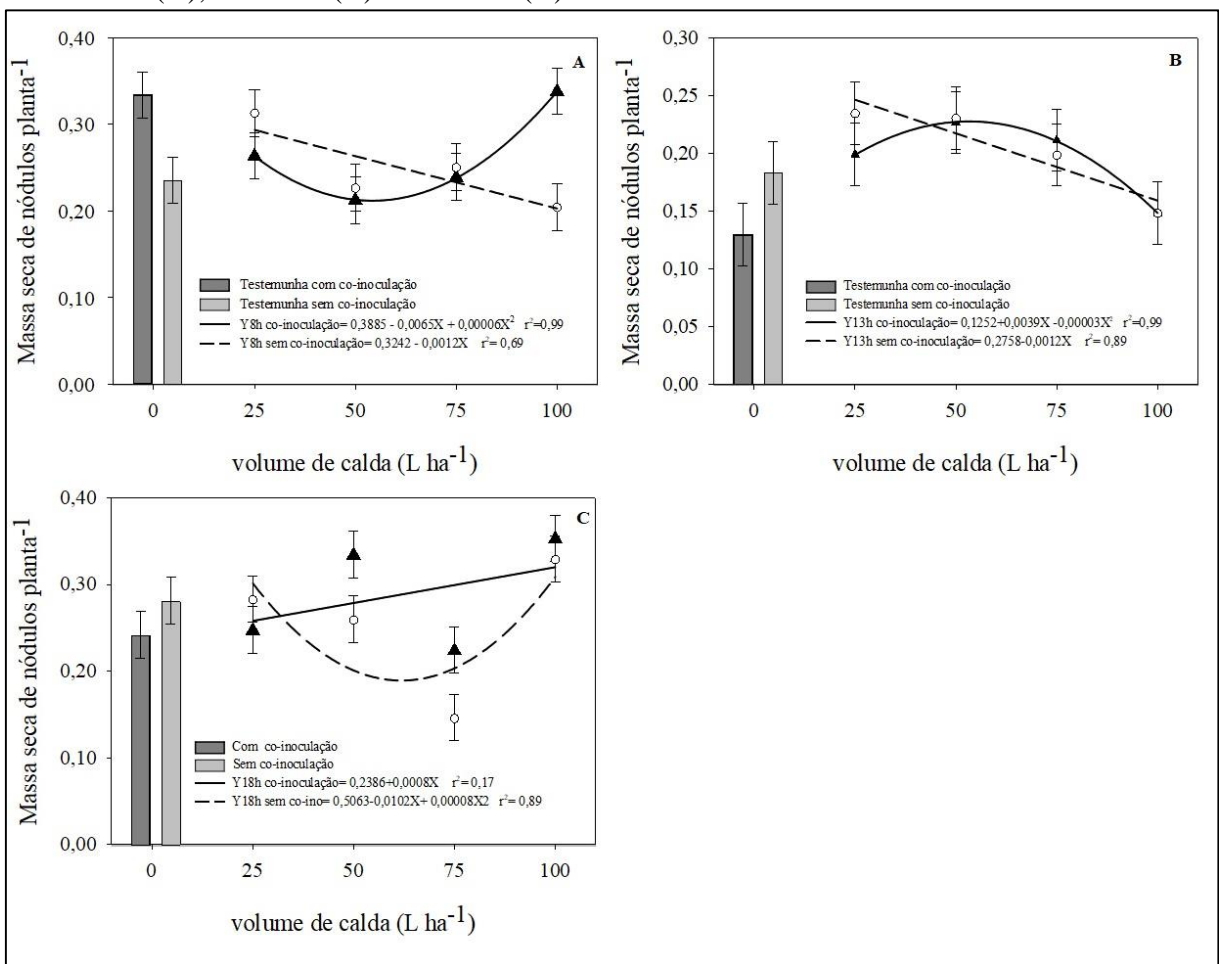 A
Massa seca de nódulos planta-1
0,40
0,30
0,20
0,10
0,00
Testemunha com co-inoculação
Testemunha sem co-inoculação
Y8h co-inoculação= 0,3885 - 0,0065X + 0,00006X2 r2=0,99
Y8h sem co-inoculação= 0,3242 - 0,0012X r2= 0,69
0 25 50 75 100
volume de calda (L ha-1)
B
Massa seca de nódulos planta-1
0,30
0,25
0,20
0,15
0,10
0,05
0,00
Testemunha com co-inoculação
Testemunha sem co-inoculação
Y13h co-inoculação= 0,1252+0,0039X -0,00003X2 r2=0,99
Y13h sem co-inoculação= 0,2758-0,0012X r2= 0,89
0 25 50 75 100
volume de calda (L ha-1)
C
Massa seca de nódulos planta-1
0,40
0,30
0,20
0,10
0,00
Com co-inoculação
Sem co-inoculação
Y18h co-inoculação= 0,2386+0,0008X r2= 0,17
Y18h sem co-ino= 0,5063-0,0102X+ 0,00008X2 r2= 0,89
0 25 50 75 100
volume de calda (L ha-1)